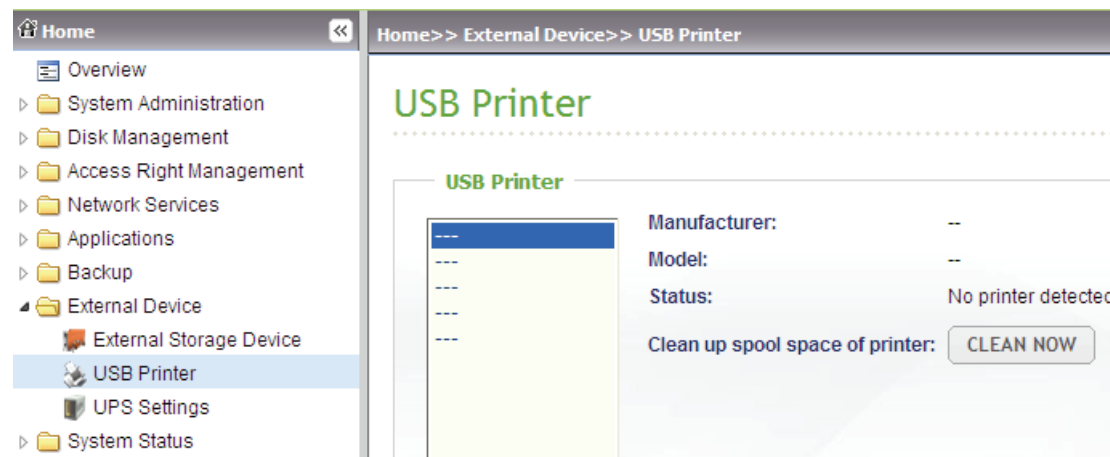 Home
Overview
System Administration
Disk Management
Access Right Management
Network Services
Applications
Backup
External Device
External Storage Device
USB Printer
UPS Settings
System Status
Home>> External Device>> USB Printer
USB Printer
USB Printer
---
---
---
---
---
Manufacturer: --
Model: --
Status: No printer detected
Clean up spool space of printer: CLEAN NOW